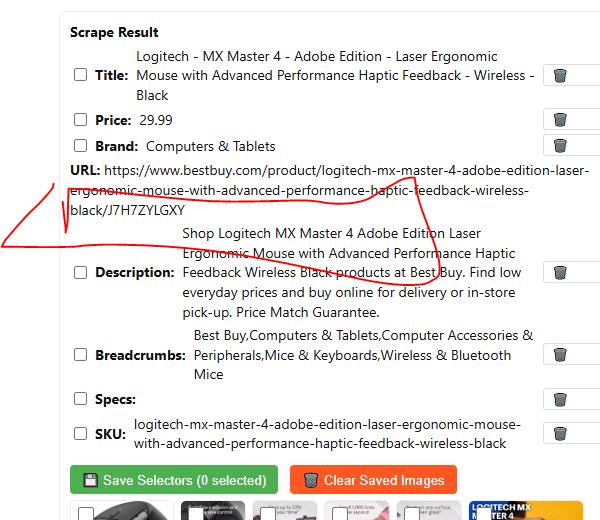 Scrape Result
Logitech - MX Master 4 - Adobe Edition - Laser Ergonomic
Title: Mouse with Advanced Performance Haptic Feedback - Wireless -
Black
Price: 29.99
Brand: Computers & Tablets
URL: https://www.bestbuy.com/product/logitech-mx-master-4-adobe-edition-laser-
ergonomic-mouse-with-advanced-performance-haptic-feedback-wireless-
black/J7H7ZYLGXY
Shop Logitech MX Master 4 Adobe Edition Laser
Ergonomic Mouse with Advanced Performance Haptic
Description: Feedback Wireless Black products at Best Buy. Find low
everyday prices and buy online for delivery or in-store
pick-up. Price Match Guarantee.
Best Buy,Computers & Tablets,Computer Accessories &
Breadcrumbs: Peripherals,Mice & Keyboards,Wireless & Bluetooth
Mice
Specs:
logitech-mx-master-4-adobe-edition-laser-ergonomic-mouse-
SKU: with-advanced-performance-haptic-feedback-wireless-black
Save Selectors (0 selected) Clear Saved Images
LOGITECH MX